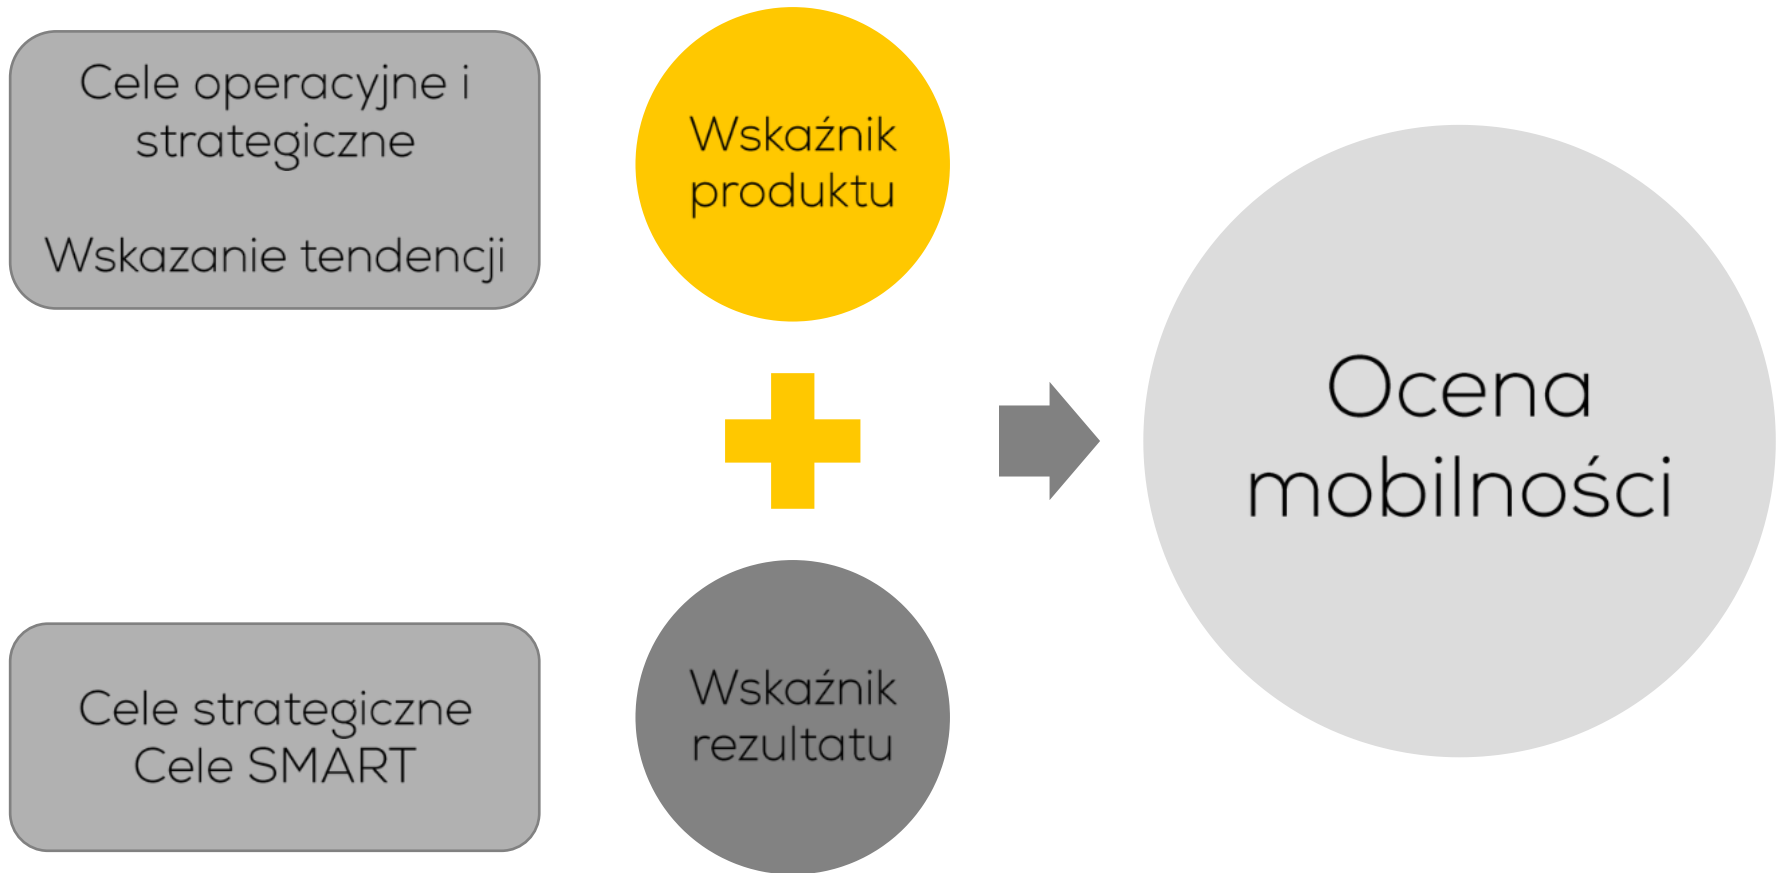 Cele operacyjne i
strategiczne
Wskazanie tendencji
Wskaźnik
produktu
Ocena
mobilności
Cele strategiczne
Cele SMART
Wskaźnik
rezultatu